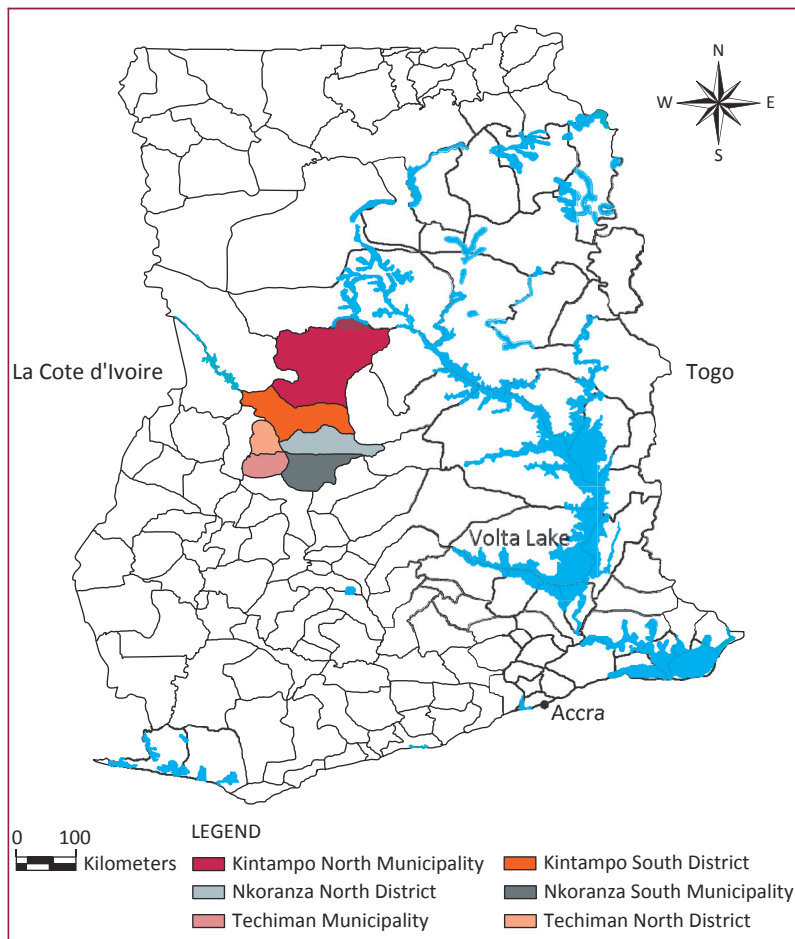 N
W E
S
La Cote d'Ivoire
Togo
Volta Lake
Accra
0 100
Kilometers
LEGEND
Kintampo North Municipality
Kintampo South District
Nkoranza North District
Nkoranza South Municipality
Techiman Municipality
Techiman North District